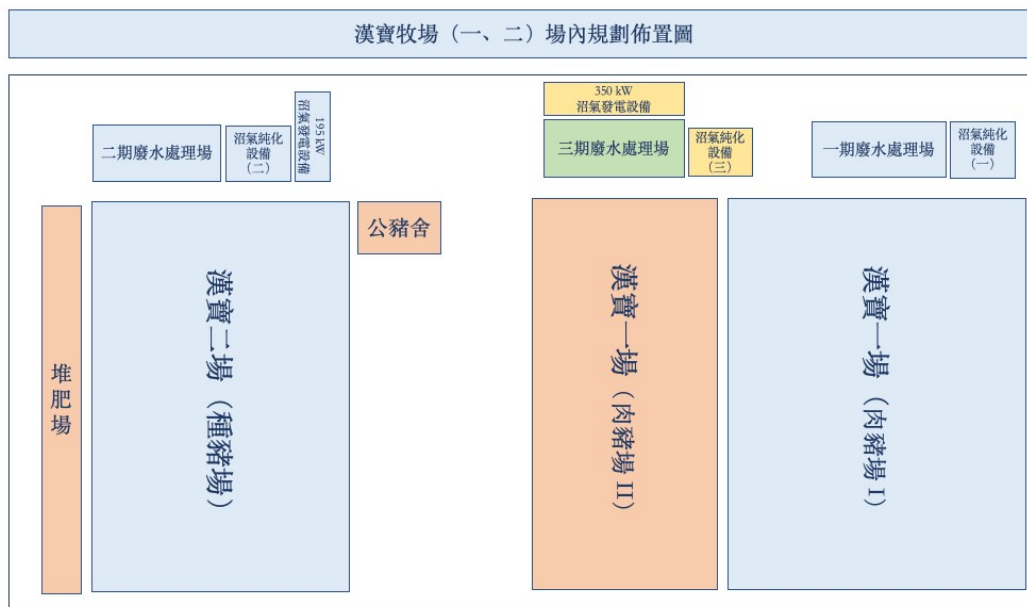 漢寶牧場（一、二）場內規劃佈置圖
350 kW
沼氣發電設備
195 kW
沼氣發電設備
二期廢水處理場
沼氣純化
設備
(二)
三期廢水處理場
沼氣純化
設備
(三)
一期廢水處理場
沼氣純化
設備
(一)
堆肥場
漢寶二場（種豬場）
公豬舍
漢寶一場（肉豬場 II）
漢寶一場（肉豬場 I）